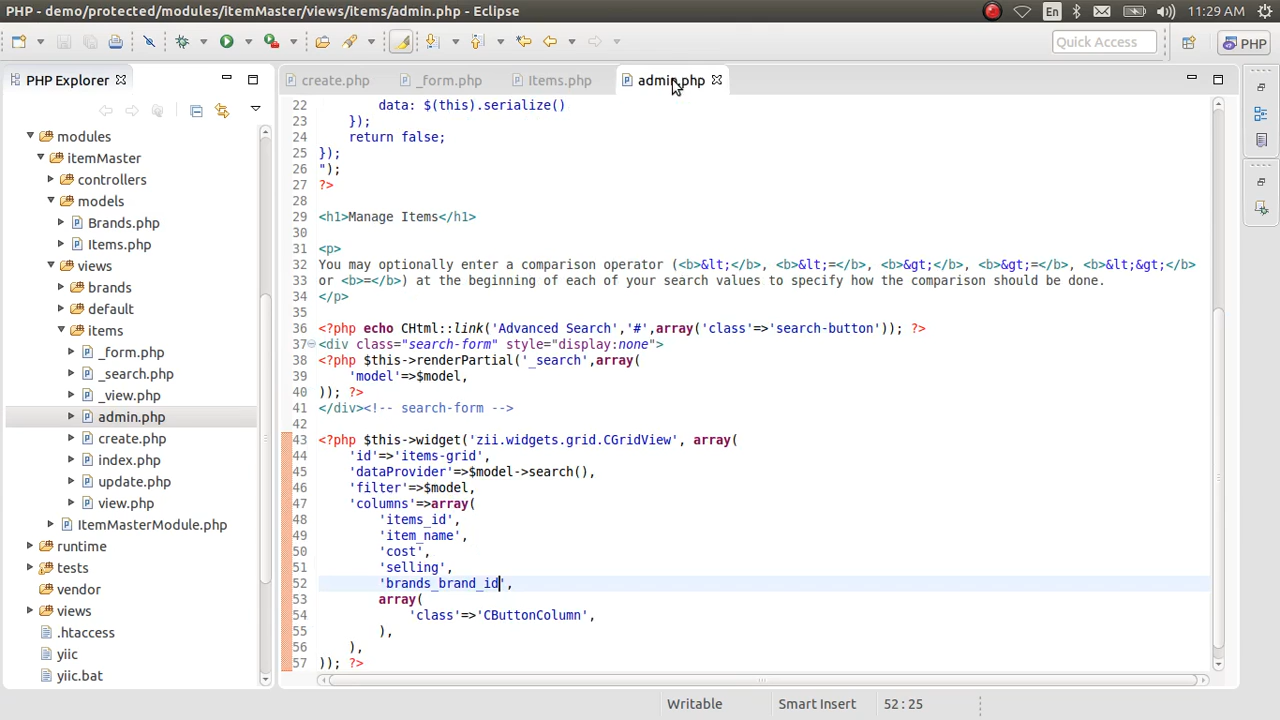 PHP - demo/protected/modules/itemMaster/views/items/admin.php - Eclipse
En
11:29 AM
Quick Access
PHP
PHP Explorer
create.php
_form.php
Items.php
admin.php
modules
itemMaster
controllers
models
Brands.php
Items.php
views
brands
default
items
_form.php
_search.php
_view.php
admin.php
create.php
index.php
update.php
view.php
ItemMasterModule.php
runtime
tests
vendor
views
.htaccess
yiic
yiic.bat
22 data: $(this).serialize()
23 });
24 return false;
25 });
26 ");
27 ?>
28
29 <h1>Manage Items</h1>
30
31 <p>
32 You may optionally enter a comparison operator (<b>&lt;</b>, <b>&lt;=</b>, <b>&gt;</b>, <b>&gt;=</b>, <b>&lt;&gt;</b>
33 or <b>=</b>) at the beginning of each of your search values to specify how the comparison should be done.
34 </p>
35
36 <?php echo CHtml::link('Advanced Search','#',array('class'=>'search-button')); ?>
37 <div class="search-form" style="display:none">
38 <?php $this->renderPartial('_search',array(
39 'model'=>$model,
40 )); ?>
41 </div><!-- search-form -->
42
43 <?php $this->widget('zii.widgets.grid.CGridView', array(
44 'id'=>'items-grid',
45 'dataProvider'=>$model->search(),
46 'filter'=>$model,
47 'columns'=>array(
48 'items_id',
49 'item_name',
50 'cost',
51 'selling',
52 'brands_brand_id',
53 array(
54 'class'=>'CButtonColumn',
55 ),
56 ),
57 )); ?>
Writable
Smart Insert
52 : 25